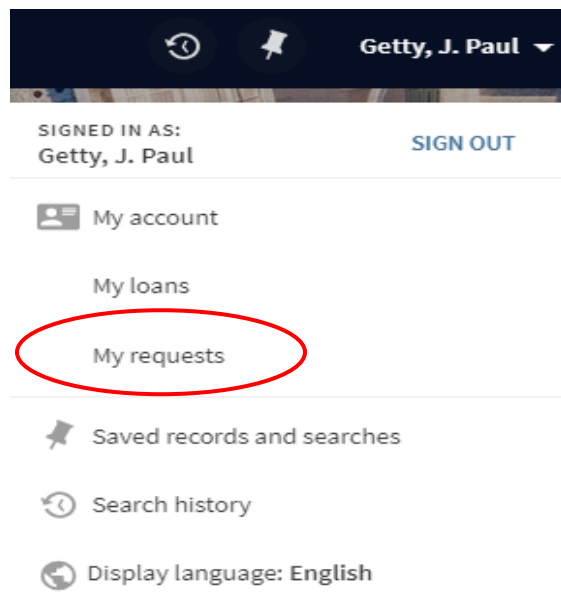 Getty, J. Paul
SIGNED IN AS:
Getty, J. Paul
SIGN OUT
My account
My loans
My requests
Saved records and searches
Search history
Display language: English